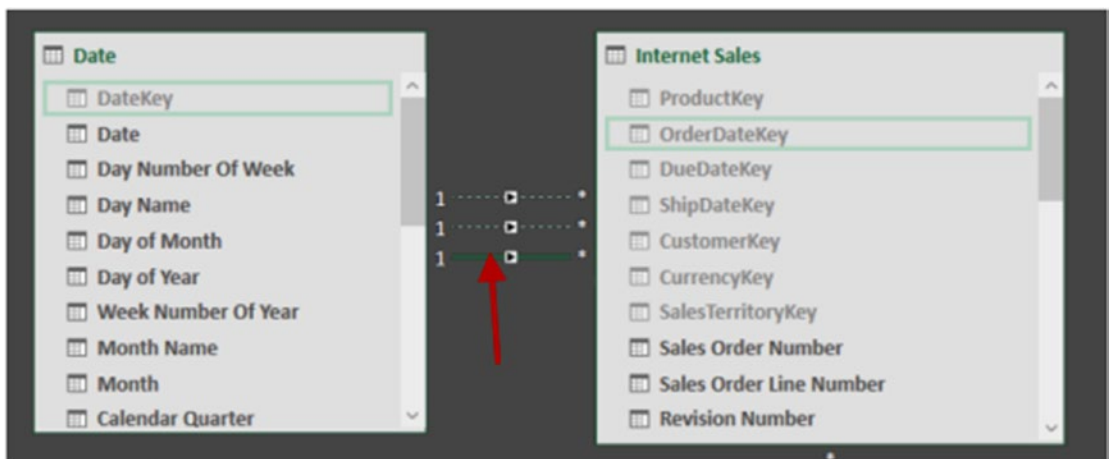 Date
DateKey
Date
Day Number Of Week
Day Name
Day of Month
Day of Year
Week Number Of Year
Month Name
Month
Calendar Quarter
1 *
1 *
1 *
Internet Sales
ProductKey
OrderDateKey
DueDateKey
ShipDateKey
CustomerKey
CurrencyKey
SalesTerritoryKey
Sales Order Number
Sales Order Line Number
Revision Number
*